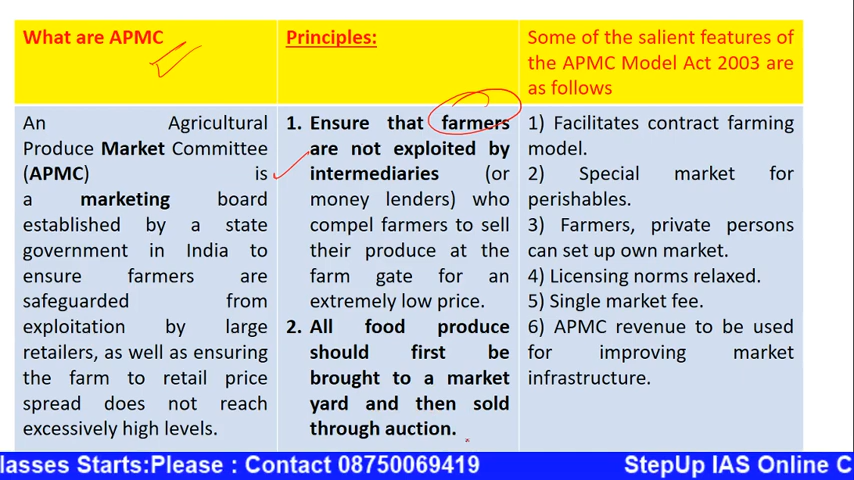 What are APMC
An Agricultural
Produce Market Committee
(APMC) is
a marketing board
established by a state
government in India to
ensure farmers are
safeguarded from
exploitation by large
retailers, as well as ensuring
the farm to retail price
spread does not reach
excessively high levels.
Principles:
1. Ensure that farmers
are not exploited by
intermediaries (or
money lenders) who
compel farmers to sell
their produce at the
farm gate for an
extremely low price.
2. All food produce
should first be
brought to a market
yard and then sold
through auction.
Some of the salient features of
the APMC Model Act 2003 are
as follows
1) Facilitates contract farming
model.
2) Special market for
perishables.
3) Farmers, private persons
can set up own market.
4) Licensing norms relaxed.
5) Single market fee.
6) APMC revenue to be used
for improving market
infrastructure.
lasses Starts:Please : Contact 08750069419 StepUp IAS Online C